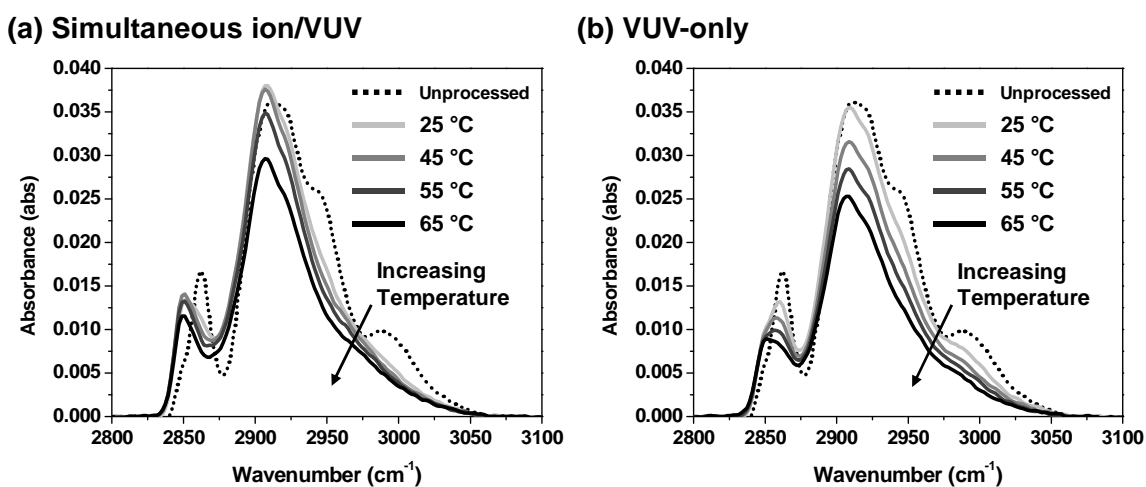 (a) Simultaneous ion/VUV
Absorbance (abs)
0.040
0.035
0.030
0.025
0.020
0.015
0.010
0.005
0.000
Unprocessed
25 °C
45 °C
55 °C
65 °C
Increasing
Temperature
2800 2850 2900 2950 3000 3050 3100
Wavenumber (cm⁻¹)
(b) VUV-only
Absorbance (abs)
0.040
0.035
0.030
0.025
0.020
0.015
0.010
0.005
0.000
Unprocessed
25 °C
45 °C
55 °C
65 °C
Increasing
Temperature
2800 2850 2900 2950 3000 3050 3100
Wavenumber (cm⁻¹)